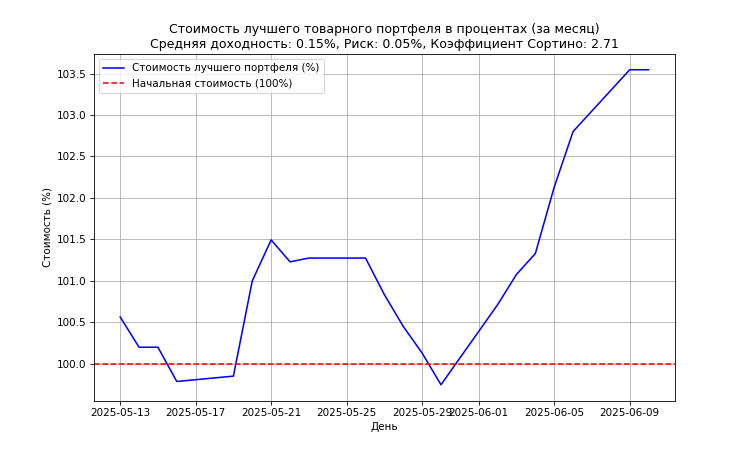 Стоимость лучшего товарного портфеля в процентах (за месяц)
Средняя доходность: 0.15%, Риск: 0.05%, Коэффициент Сортино: 2.71
Стоимость лучшего портфеля (%)
Начальная стоимость (100%)
Стоимость (%)
103.5
103.0
102.5
102.0
101.5
101.0
100.5
100.0
2025-05-13
2025-05-17
2025-05-21
2025-05-25
2025-05-29
2025-06-01
2025-06-05
2025-06-09
День